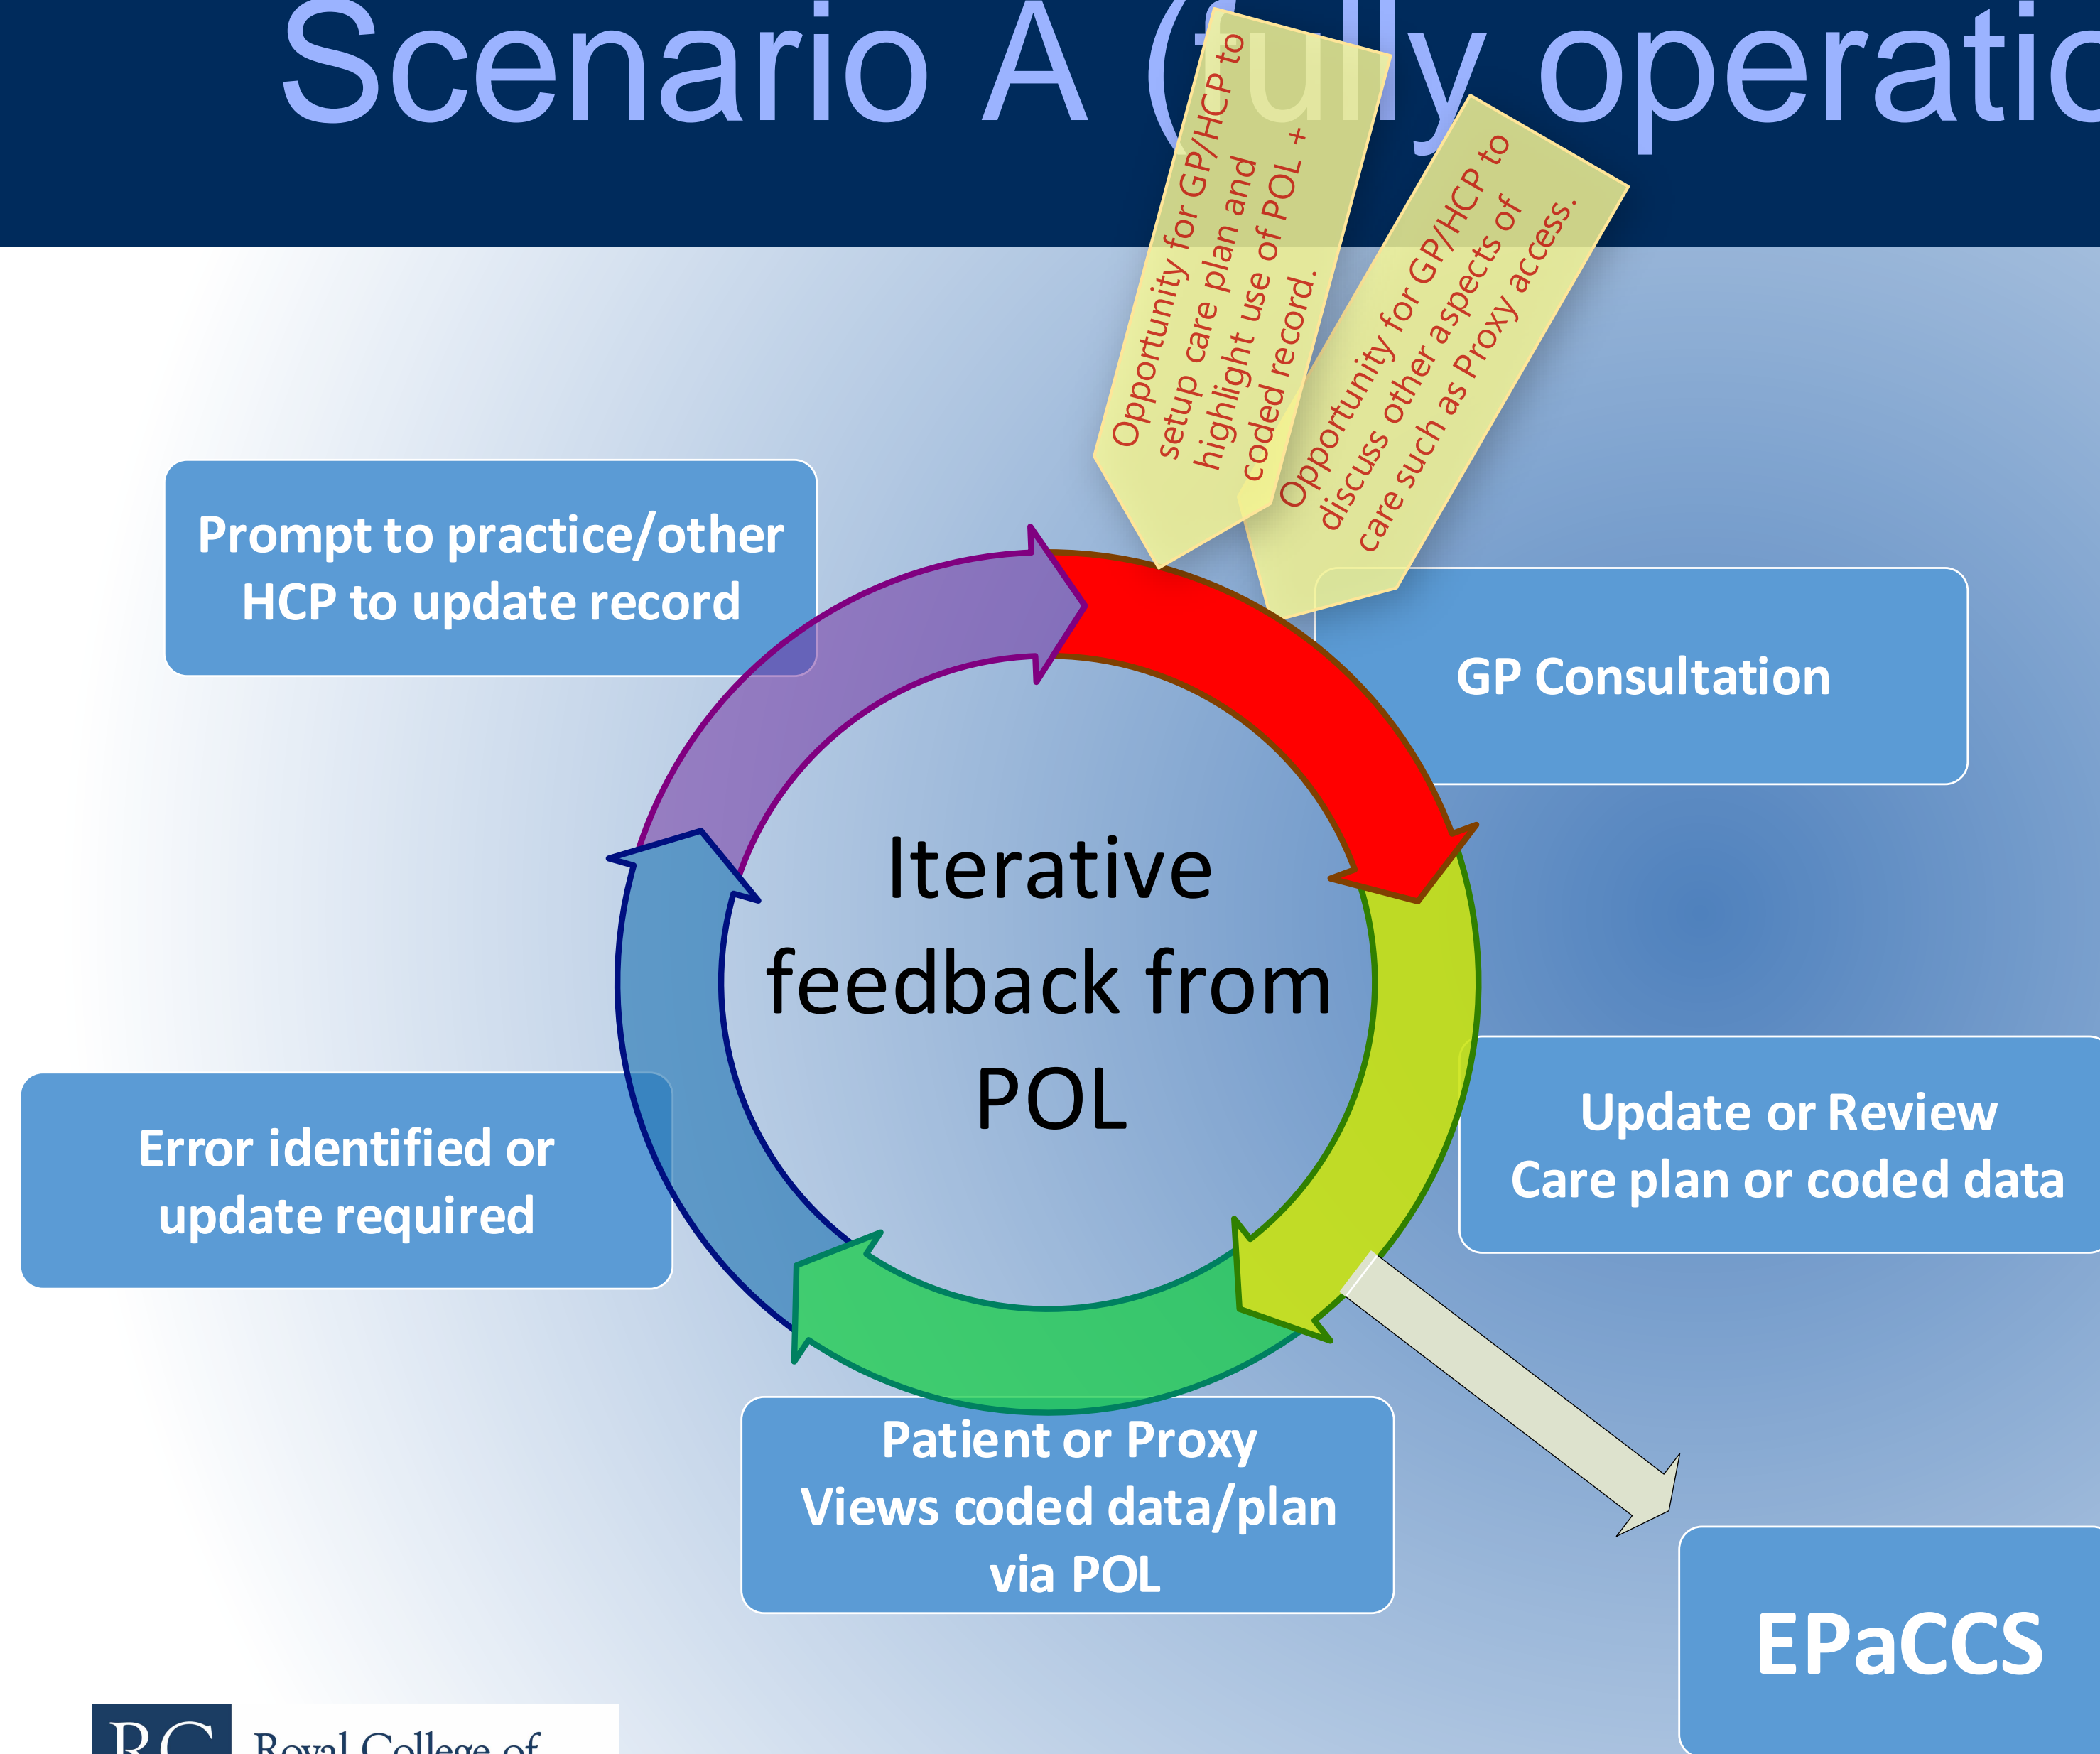 Scenario A (fully
Opportunity for GP/HCP to
setup care plan and
highlight use of POL +
coded record.
Opportunity for GP/HCP to
discuss other aspects of
care such as Proxy access.
Prompt to practice/other
HCP to update record
GP Consultation
Iterative
feedback from
POL
Update or Review
Care plan or coded data
Error identified or
update required
Patient or Proxy
Views coded data/plan
via POL
EPaCCS
RC
Royal College of